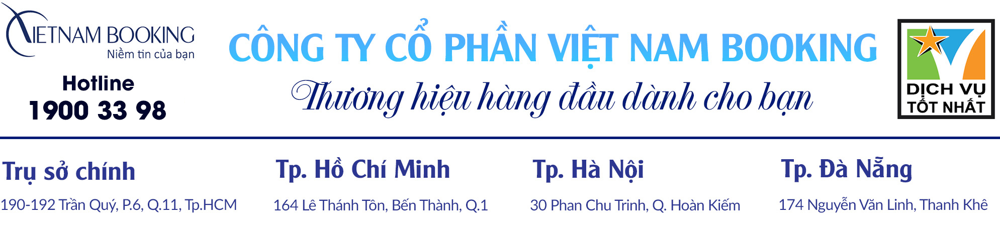 VIETNAM BOOKING
Niềm tin của bạn
Hotline
1900 33 98
CÔNG TY CỔ PHẦN VIỆT NAM BOOKING
Thương hiệu hàng đầu dành cho bạn
DỊCH VỤ
TỐT NHẤT
Trụ sở chính
190-192 Trần Quý, P.6, Q.11, Tp.HCM
Tp. Hồ Chí Minh
164 Lê Thánh Tôn, Bến Thành, Q.1
Tp. Hà Nội
30 Phan Chu Trinh, Q. Hoàn Kiếm
Tp. Đà Nẵng
174 Nguyễn Văn Linh, Thanh Khê